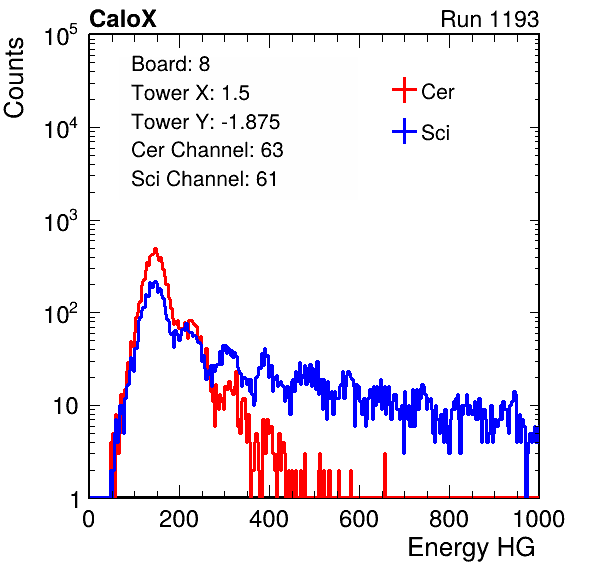 CaloX Run 1193
Counts
Board: 8
Tower X: 1.5
Tower Y: -1.875
Cer Channel: 63
Sci Channel: 61
Cer
Sci
10^5
10^4
10^3
10^2
10
1
0 200 400 600 800 1000
Energy HG